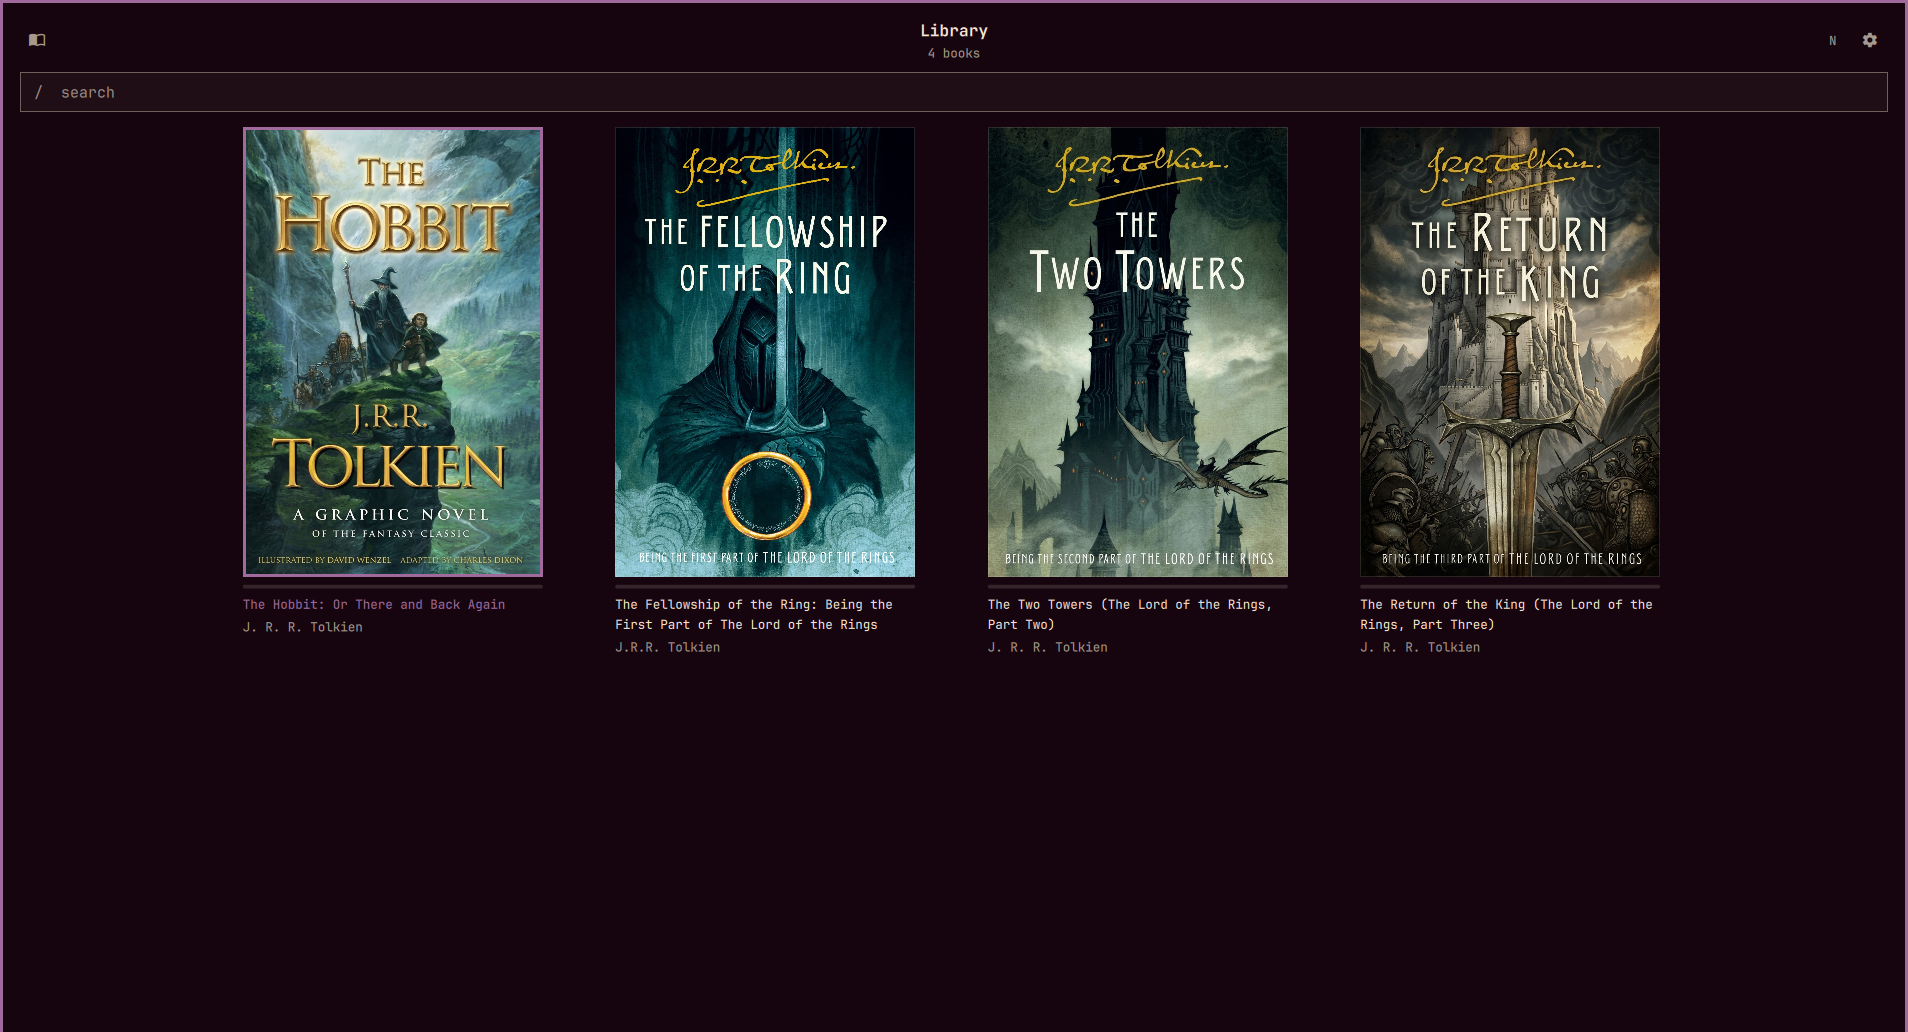 Library
4 books
N
/ search
THE
HOBBIT
J.R.R.
TOLKIEN
A GRAPHIC NOVEL
OF THE FANTASY CLASSIC
ILLUSTRATED BY DAVID WENZEL ADAPTED BY CHARLES DIXON
The Hobbit: Or There and Back Again
J. R. R. Tolkien
J.R.R. Tolkien.
THE FELLOWSHIP
OF THE RING
BEING THE FIRST PART OF THE LORD OF THE RINGS
The Fellowship of the Ring: Being the
First Part of The Lord of the Rings
J.R.R. Tolkien
J.R.R. Tolkien.
THE
TWO TOWERS
BEING THE SECOND PART OF THE LORD OF THE RINGS
The Two Towers (The Lord of the Rings,
Part Two)
J. R. R. Tolkien
J.R.R. Tolkien.
THE RETURN
OF THE KING
BEING THE THIRD PART OF THE LORD OF THE RINGS
The Return of the King (The Lord of the
Rings, Part Three)
J. R. R. Tolkien